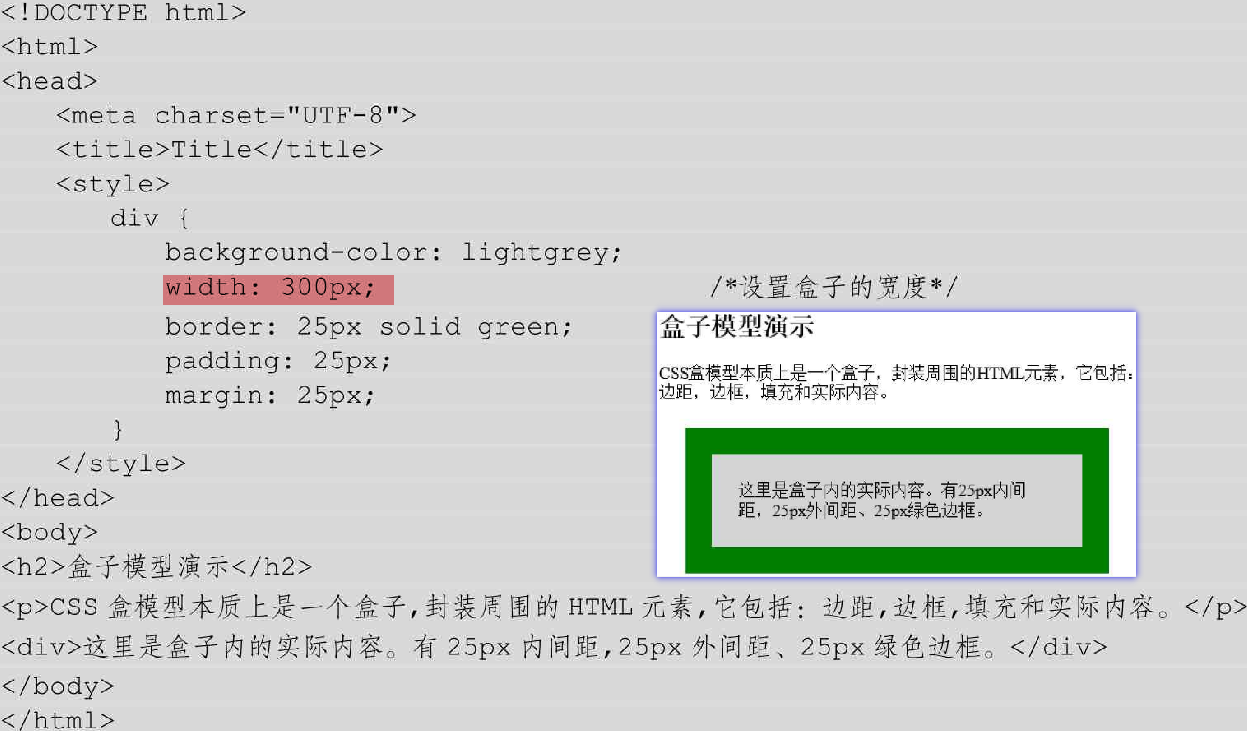 <!DOCTYPE html>
<html>
<head>
<meta charset="UTF-8">
<title>Title</title>
<style>
div {
background-color: lightgrey;
width: 300px; /*设置盒子的宽度*/
border: 25px solid green;
padding: 25px;
margin: 25px;
}
</style>
</head>
<body>
<h2>盒子模型演示</h2>
<p>CSS 盒模型本质上是一个盒子,封装周围的 HTML 元素,它包括: 边距,边框,填充和实际内容。</p>
<div>这里是盒子内的实际内容。有 25px 内间距,25px 外间距、25px 绿色边框。</div>
</body>
</html>
盒子模型演示
CSS盒模型本质上是一个盒子，封装周围的HTML元素，它包括：
边距，边框，填充和实际内容。
这里是盒子内的实际内容。有25px内间
距，25px外间距、25px绿色边框。